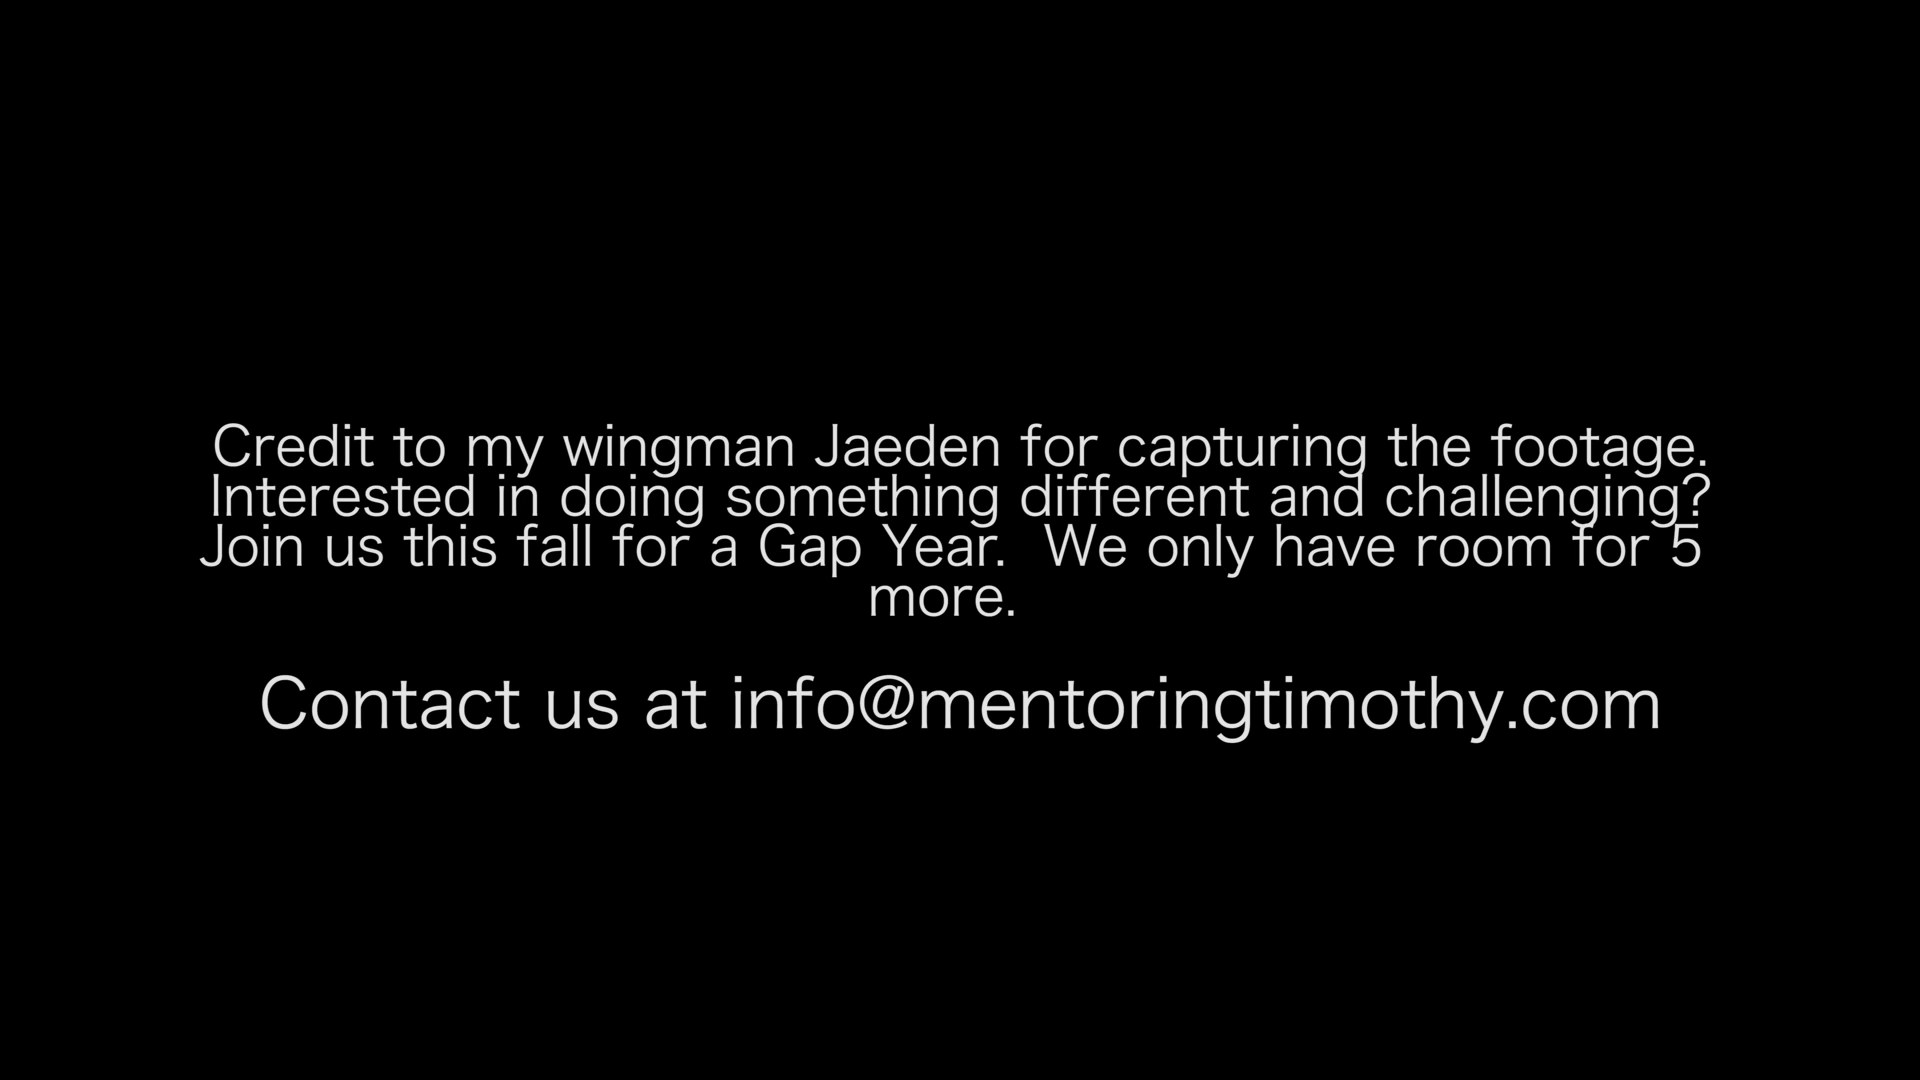 Credit to my wingman Jaeden for capturing the footage.
Interested in doing something different and challenging?
Join us this fall for a Gap Year.  We only have room for 5
more.
Contact us at info@mentoringtimothy.com